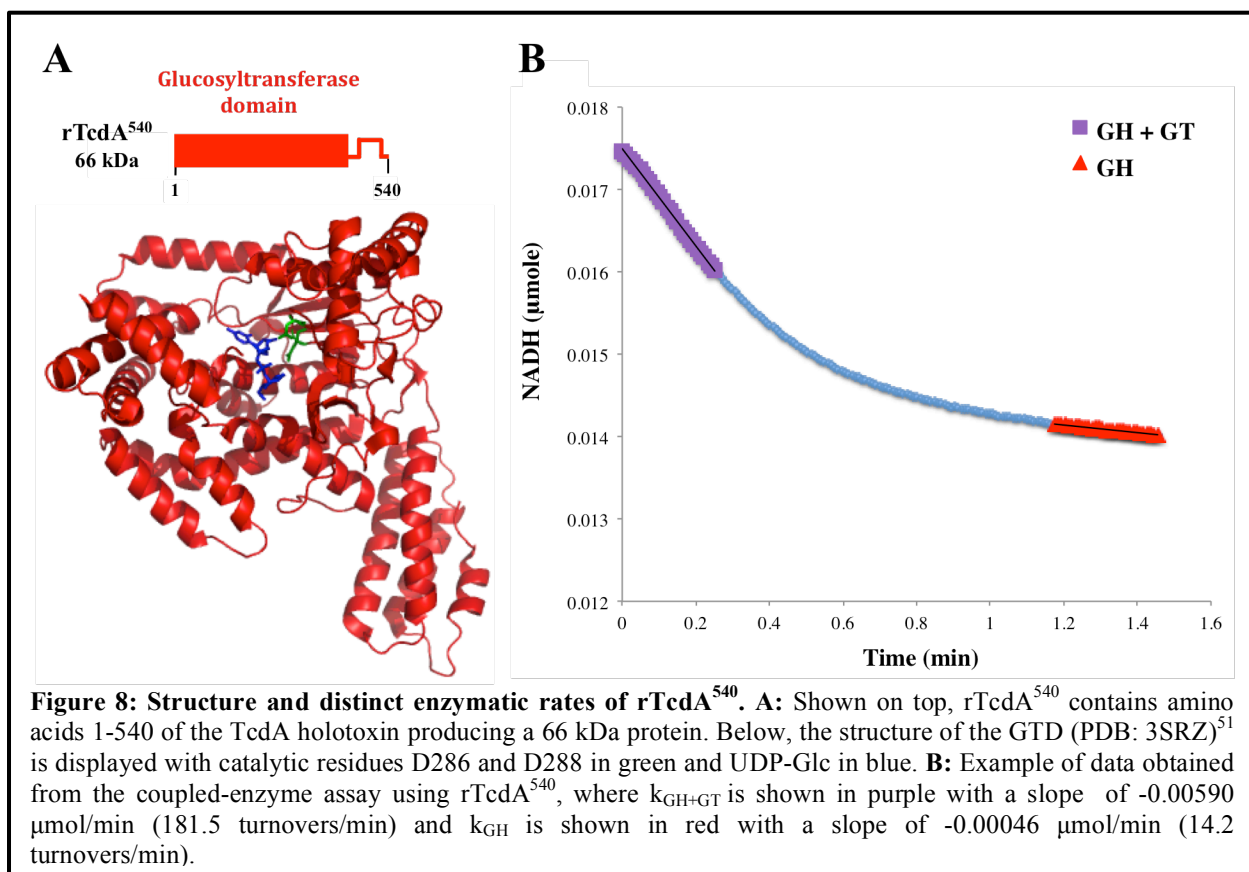 A
Glucosyltransferase
domain
rTcdA⁵⁴⁰
66 kDa
1
540
B
0.018
0.017
0.016
0.015
0.014
0.013
0.012
NADH (µmole)
GH + GT
GH
0
0.2
0.4
0.6
0.8
1
1.2
1.4
1.6
Time (min)
Figure 8: Structure and distinct enzymatic rates of rTcdA⁵⁴⁰. A: Shown on top, rTcdA⁵⁴⁰ contains amino
acids 1-540 of the TcdA holotoxin producing a 66 kDa protein. Below, the structure of the GTD (PDB: 3SRZ)⁵¹
is displayed with catalytic residues D286 and D288 in green and UDP-Glc in blue. B: Example of data obtained
from the coupled-enzyme assay using rTcdA⁵⁴⁰, where k_GH+GT is shown in purple with a slope of -0.00590
µmol/min (181.5 turnovers/min) and k_GH is shown in red with a slope of -0.00046 µmol/min (14.2
turnovers/min).